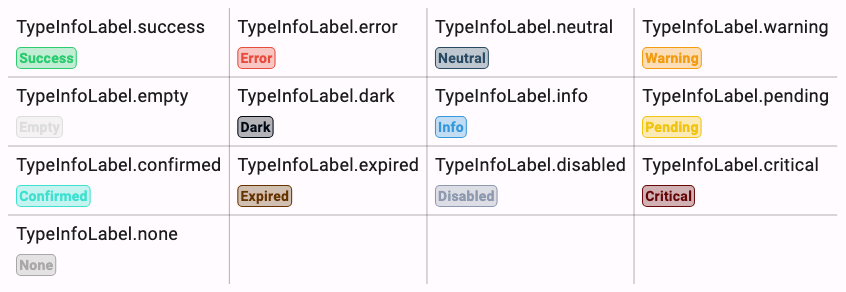 TypeInfoLabel.success
TypeInfoLabel.error
TypeInfoLabel.neutral
TypeInfoLabel.warning
Success
Error
Neutral
Warning
TypeInfoLabel.empty
TypeInfoLabel.dark
TypeInfoLabel.info
TypeInfoLabel.pending
Empty
Dark
Info
Pending
TypeInfoLabel.confirmed
TypeInfoLabel.expired
TypeInfoLabel.disabled
TypeInfoLabel.critical
Confirmed
Expired
Disabled
Critical
TypeInfoLabel.none
None